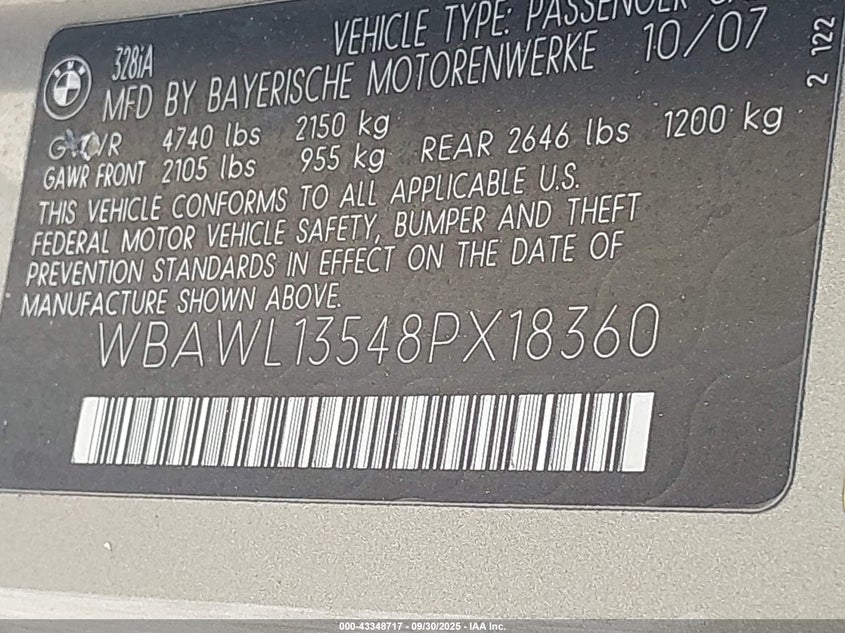 BMW
328iA
VEHICLE TYPE: PASSENGER
MFD BY BAYERISCHE MOTORENWERKE 10/07
2 122
4740 lbs 2150 kg
GAWR FRONT 2105 lbs 955 kg REAR 2646 lbs 1200 kg
THIS VEHICLE CONFORMS TO ALL APPLICABLE U.S.
FEDERAL MOTOR VEHICLE SAFETY, BUMPER AND THEFT
PREVENTION STANDARDS IN EFFECT ON THE DATE OF
MANUFACTURE SHOWN ABOVE.
WBAWL13548PX18360
000-43348717 - 09/30/2025 - IAA Inc.